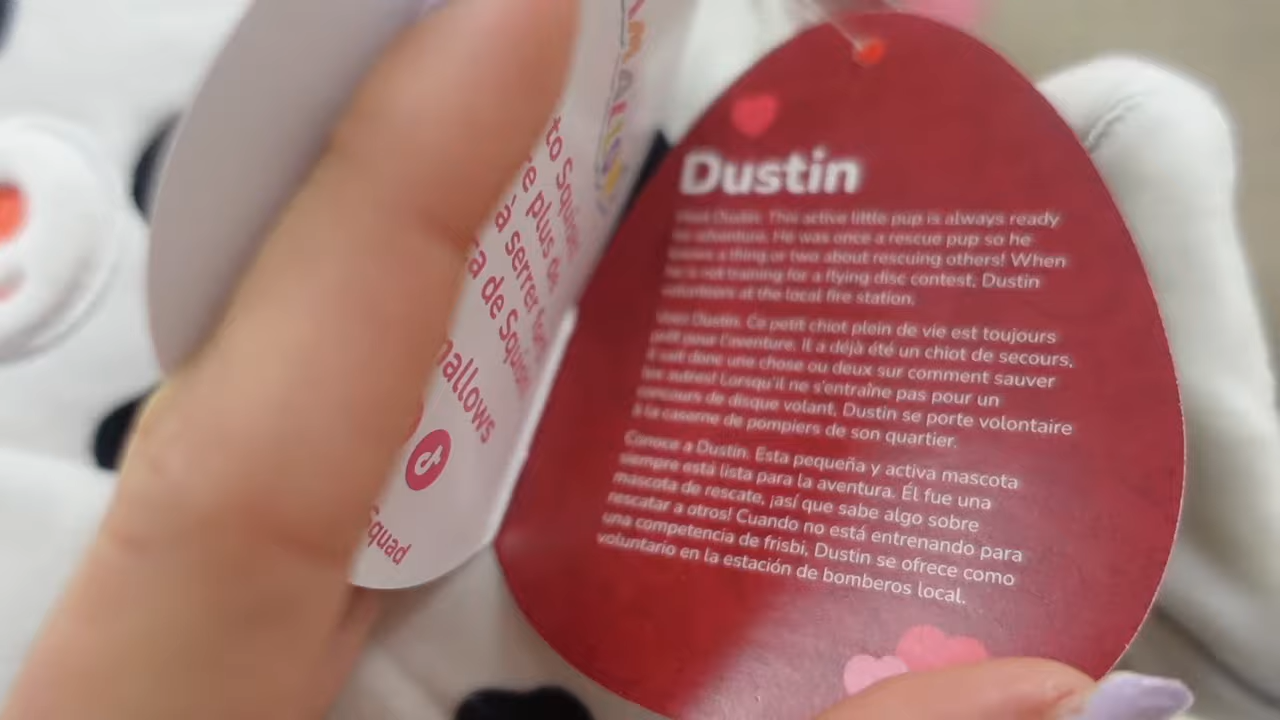 to Squish
re plus de
à serrer
ra de Squis
mallows
Squad
Dustin
Meet Dustin. This active little pup is always ready
for adventure. He was once a rescue pup so he
knows a thing or two about rescuing others! When
he's not training for a flying disc contest, Dustin
volunteers at the local fire station.
Voici Dustin. Ce petit chiot plein de vie est toujours
prêt pour l'aventure. Il a déjà été un chiot de secours,
il sait donc une chose ou deux sur comment sauver
les autres! Lorsqu'il ne s'entraîne pas pour un
concours de disque volant, Dustin se porte volontaire
à la caserne de pompiers de son quartier.
Conoce a Dustin. Esta pequeña y activa mascota
siempre está lista para la aventura. Él fue una
mascota de rescate, ¡así que sabe algo sobre
rescatar a otros! Cuando no está entrenando para
una competencia de frisbi, Dustin se ofrece como
voluntario en la estación de bomberos local.